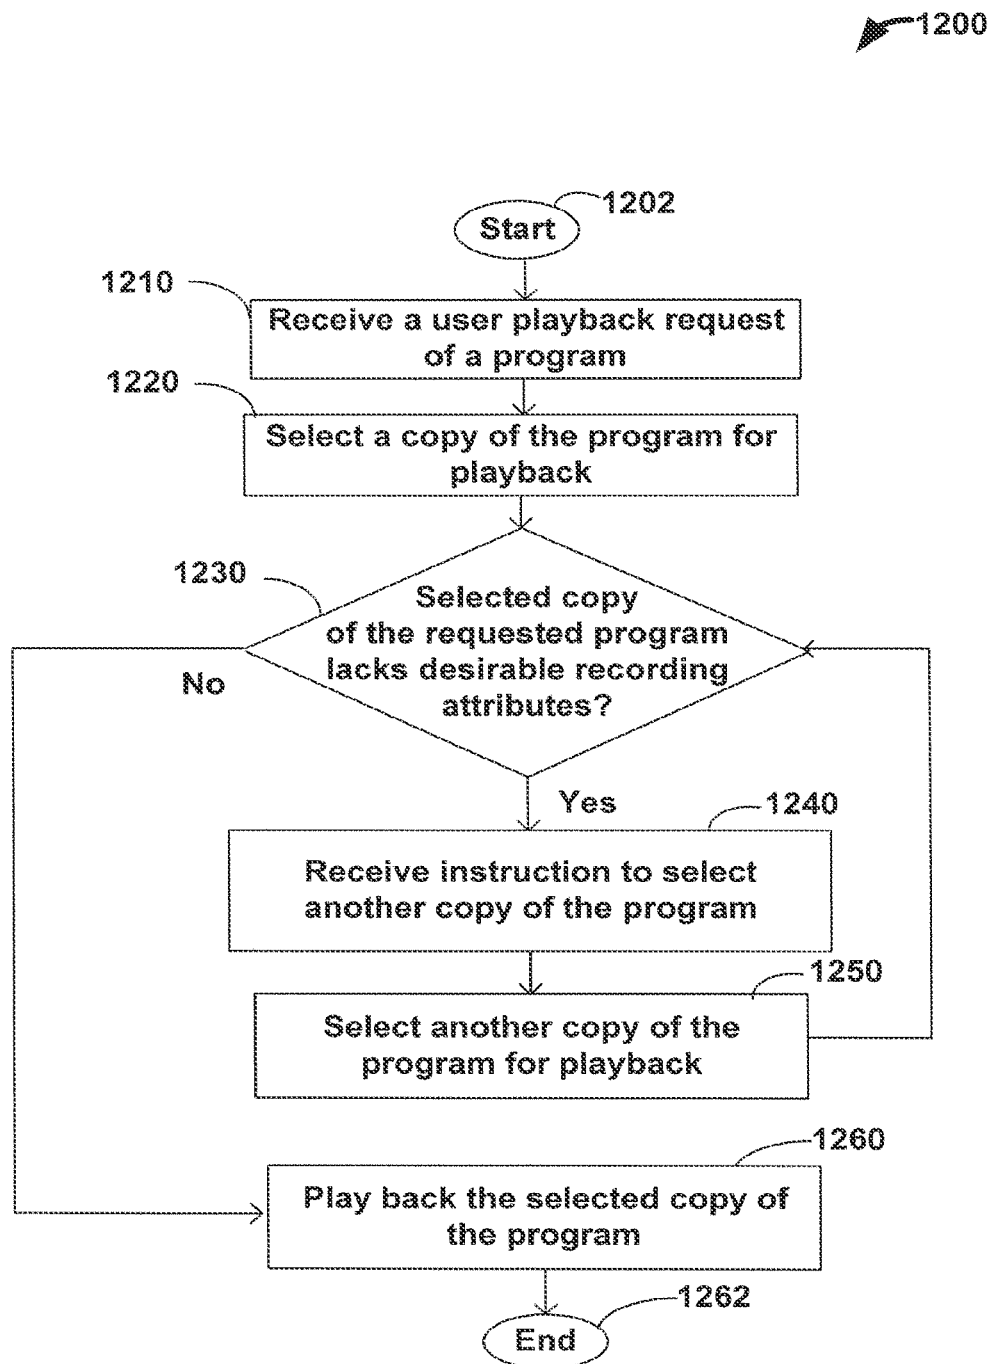 1200
1202
Start
1210
Receive a user playback request
of a program
1220
Select a copy of the program for
playback
1230
Selected copy
of the requested program
lacks desirable recording
attributes?
No
Yes
1240
Receive instruction to select
another copy of the program
1250
Select another copy of the
program for playback
1260
Play back the selected copy of
the program
1262
End